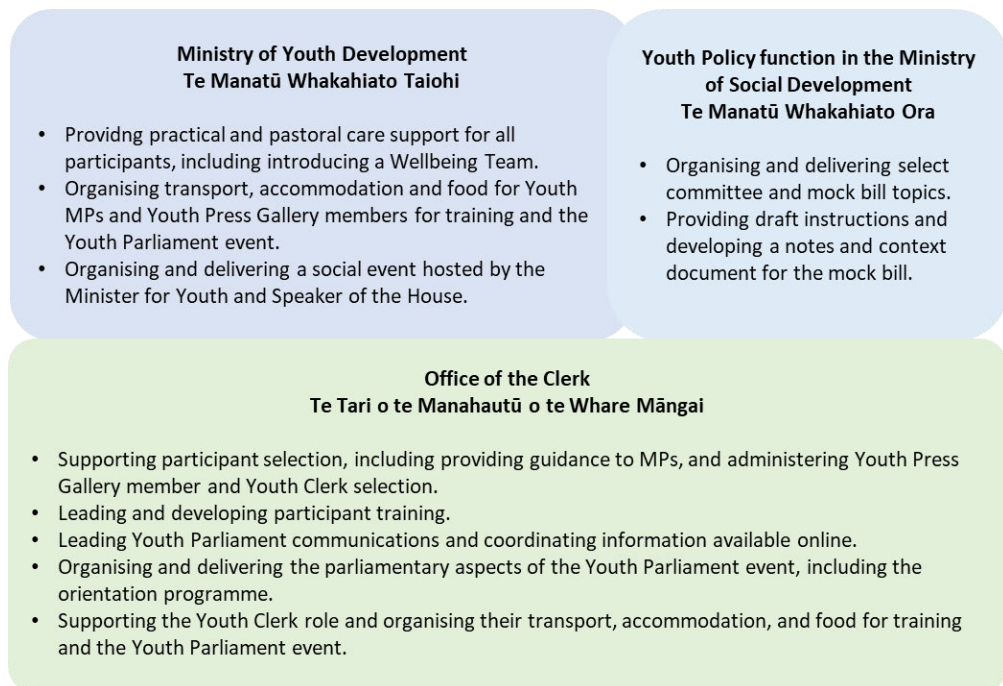 Ministry of Youth Development
Te Manatū Whakahiato Taiohi
• Providng practical and pastoral care support for all
participants, including introducing a Wellbeing Team.
• Organising transport, accommodation and food for Youth
MPs and Youth Press Gallery members for training and the
Youth Parliament event.
• Organising and delivering a social event hosted by the
Minister for Youth and Speaker of the House.
Youth Policy function in the Ministry
of Social Development
Te Manatū Whakahiato Ora
• Organising and delivering select
committee and mock bill topics.
• Providing draft instructions and
developing a notes and context
document for the mock bill.
Office of the Clerk
Te Tari o te Manahautū o te Whare Māngai
• Supporting participant selection, including providing guidance to MPs, and administering Youth Press
Gallery member and Youth Clerk selection.
• Leading and developing participant training.
• Leading Youth Parliament communications and coordinating information available online.
• Organising and delivering the parliamentary aspects of the Youth Parliament event, including the
orientation programme.
• Supporting the Youth Clerk role and organising their transport, accommodation, and food for training
and the Youth Parliament event.